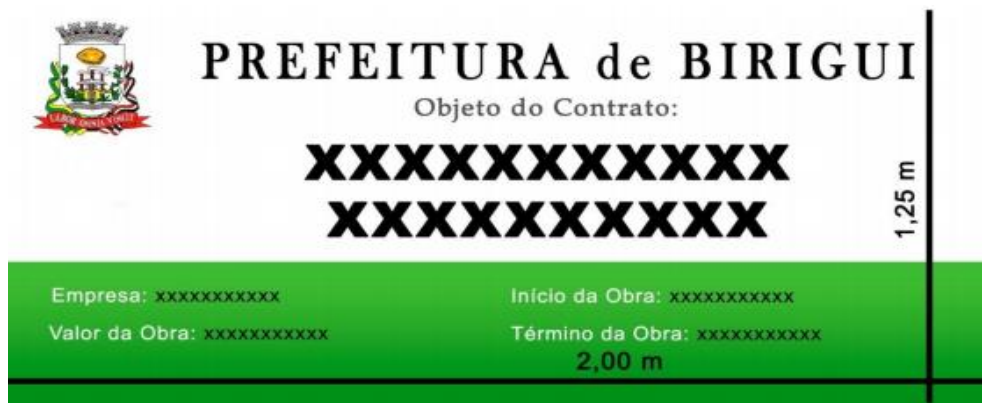 PREFEITURA de BIRIGUI
Objeto do Contrato:
xxxxxxxxxxx
xxxxxxxxxx
1,25 m
Empresa: xxxxxxxxxxx
Início da Obra: xxxxxxxxxxx
Valor da Obra: xxxxxxxxxxx
Término da Obra: xxxxxxxxxxx
2,00 m